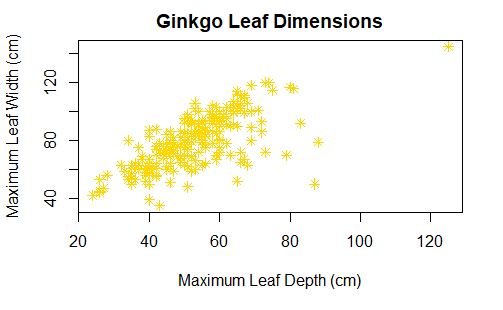 Ginkgo Leaf Dimensions
Maximum Leaf Width (cm)
120
80
40
20 40 60 80 100 120
Maximum Leaf Depth (cm)